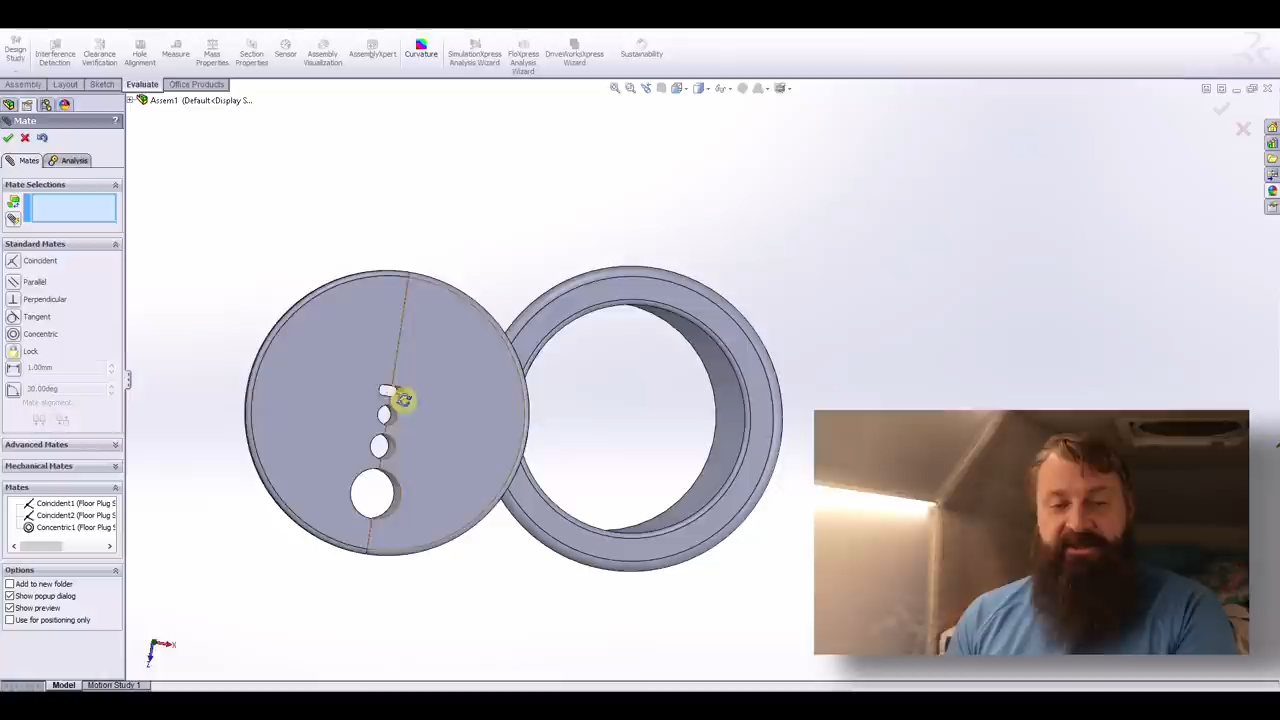 Design Study
Interference Detection
Clearance Verification
Hole Alignment
Measure
Mass Properties
Section Properties
Sensor
Assembly Visualization
AssemblyXpert
Curvature
SimulationXpress Analysis Wizard
FloXpress Analysis Wizard
DriveWorksXpress Wizard
Sustainability
Assembly Layout Sketch Evaluate Office Products
Assem1 (Default<Display S...
Mate ?
Mates Analysis
Mate Selections
Standard Mates
Coincident
Parallel
Perpendicular
Tangent
Concentric
Lock
1.00mm
30.00deg
Mate alignment:
Advanced Mates
Mechanical Mates
Mates
Coincident1 (Floor Plug S
Coincident2 (Floor Plug S
Concentric1 (Floor Plug S
Options
Add to new folder
Show popup dialog
Show preview
Use for positioning only
X
Z
Model Motion Study 1